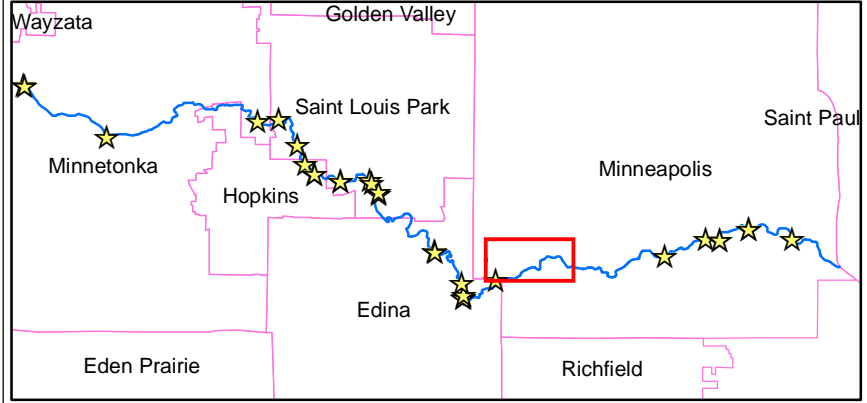 Wayzata
Golden Valley
Saint Louis Park
Saint Paul
Minnetonka
Minneapolis
Hopkins
Edina
Eden Prairie
Richfield